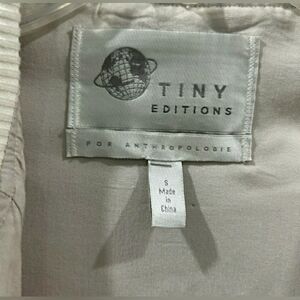 TINY
EDITIONS
FOR ANTHROPOLOGIE
S
Made
in
China